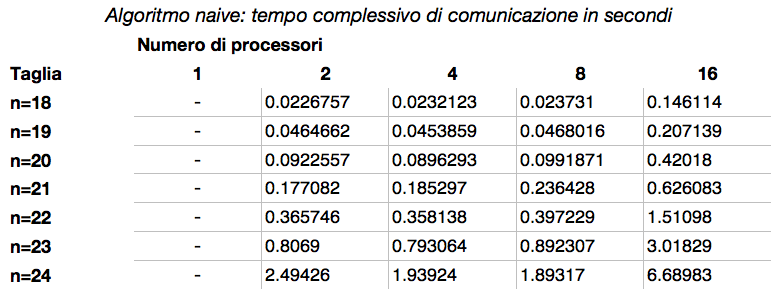 Algoritmo naive: tempo complessivo di comunicazione in secondi
Numero di processori
Taglia 1 2 4 8 16
n=18 - 0.0226757 0.0232123 0.023731 0.146114
n=19 - 0.0464662 0.0453859 0.0468016 0.207139
n=20 - 0.0922557 0.0896293 0.0991871 0.42018
n=21 - 0.177082 0.185297 0.236428 0.626083
n=22 - 0.365746 0.358138 0.397229 1.51098
n=23 - 0.8069 0.793064 0.892307 3.01829
n=24 - 2.49426 1.93924 1.89317 6.68983